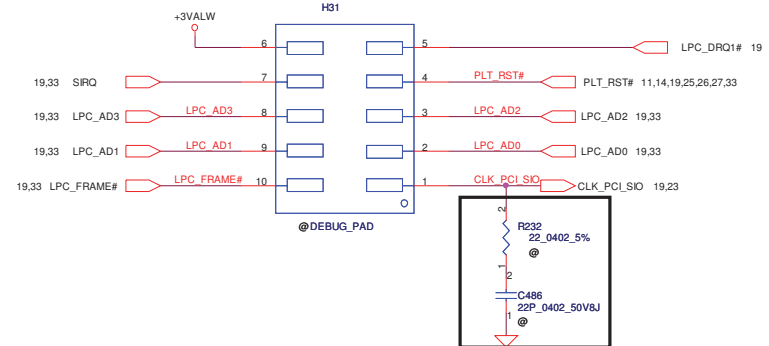 H31
+3VALW
6
5
LPC_DRQ1# 19
19,33 SIRQ
7
4
PLT_RST#
PLT_RST# 11,14,19,25,26,27,33
19,33 LPC_AD3
LPC_AD3
8
3
LPC_AD2
LPC_AD2 19,33
19,33 LPC_AD1
LPC_AD1
9
2
LPC_AD0
LPC_AD0 19,33
19,33 LPC_FRAME#
LPC_FRAME#
10
1
CLK_PCI_SIO
CLK_PCI_SIO 19,23
@DEBUG_PAD
2
R232
22_0402_5%
@
1
2
C486
22P_0402_50V8J
1
@